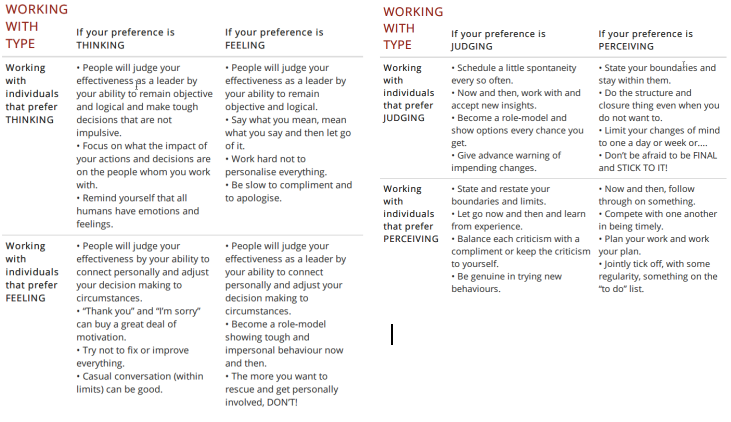 WORKING
WITH
TYPE
If your preference is
THINKING
If your preference is
FEELING
Working
with
individuals
that prefer
THINKING
• People will judge your
effectiveness as a leader by
your ability to remain objective
and logical and make tough
decisions that are not
impulsive.
• Focus on what the impact of
your actions and decisions are
on the people whom you work
with.
• Remind yourself that all
humans have emotions and
feelings.
• People will judge your
effectiveness as a leader by
your ability to remain
objective and logical.
• Say what you mean, mean
what you say and then let go
of it.
• Work hard not to
personalise everything.
• Be slow to compliment and
to apologise.
Working
with
individuals
that prefer
FEELING
• People will judge your
effectiveness by your ability to
connect personally and adjust
your decision making to
circumstances.
• “Thank you” and “I’m sorry”
can buy a great deal of
motivation.
• Try not to fix or improve
everything.
• Casual conversation (within
limits) can be good.
• People will judge your
effectiveness as a leader by
your ability to connect
personally and adjust your
decision making to
circumstances.
• Become a role-model
showing tough and
impersonal behaviour now
and then.
• The more you want to
rescue and get personally
involved, DON’T!
WORKING
WITH
TYPE
If your preference is
JUDGING
If your preference is
PERCEIVING
Working
with
individuals
that prefer
JUDGING
• Schedule a little spontaneity
every so often.
• Now and then, work with and
accept new insights.
• Become a role-model and
show options every chance you
get.
• Give advance warning of
impending changes.
• State your boundaries and
stay within them.
• Do the structure and
closure thing even when you
do not want to.
• Limit your changes of mind
to one a day or week or....
• Don’t be afraid to be FINAL
and STICK TO IT!
Working
with
individuals
that prefer
PERCEIVING
• State and restate your
boundaries and limits.
• Let go now and then and learn
from experience.
• Balance each criticism with a
compliment or keep the criticism
to yourself.
• Be genuine in trying new
behaviours.
• Now and then, follow
through on something.
• Compete with one another
in being timely.
• Plan your work and work
your plan.
• Jointly tick off, with some
regularity, something on the
“to do” list.